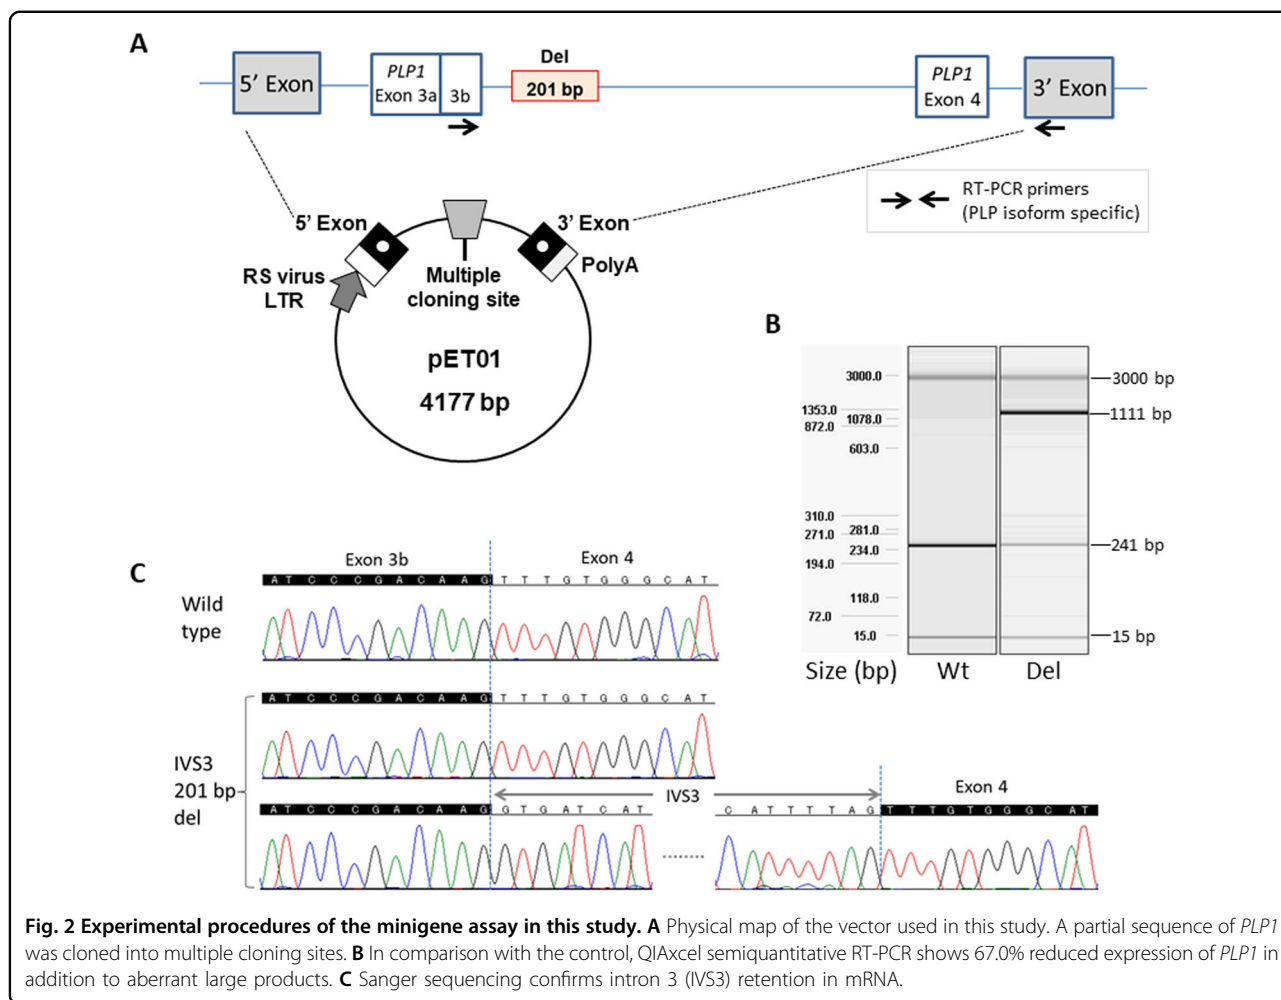 A
5' Exon
PLP1
Exon 3a
3b
Del
201 bp
PLP1
Exon 4
3' Exon
RT-PCR primers
(PLP isoform specific)
5' Exon
3' Exon
PolyA
RS virus
LTR
Multiple
cloning site
pET01
4177 bp
B
3000.0
1353.0
1078.0
872.0
603.0
310.0
281.0
271.0
234.0
194.0
118.0
72.0
15.0
3000 bp
1111 bp
241 bp
15 bp
Size (bp)
Wt
Del
C
Exon 3b
Exon 4
A T C C C G A C A A G T T T G T G G G C A T
Wild
type
A T C C C G A C A A G T T T G T G G G C A T
IVS3
201 bp
del
IVS3
Exon 4
A T C C C G A C A A G G T G A T C A T
C A T T T T A G T T T G T G G G C A T
Fig. 2 Experimental procedures of the minigene assay in this study. A Physical map of the vector used in this study. A partial sequence of PLP1
was cloned into multiple cloning sites. B In comparison with the control, QIAxcel semiquantitative RT-PCR shows 67.0% reduced expression of PLP1 in
addition to aberrant large products. C Sanger sequencing confirms intron 3 (IVS3) retention in mRNA.